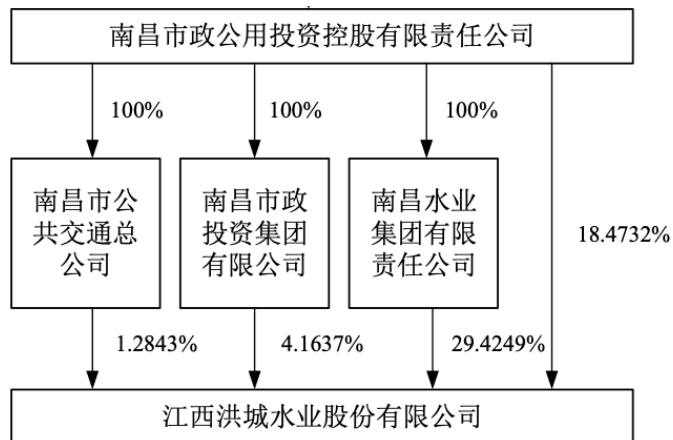 南昌市政公用投资控股有限责任公司
100%
100%
100%
南昌市公
共交通总
公司
南昌市政
投资集团
有限公司
南昌水业
集团有限
责任公司
18.4732%
1.2843%
4.1637%
29.4249%
江西洪城水业股份有限公司